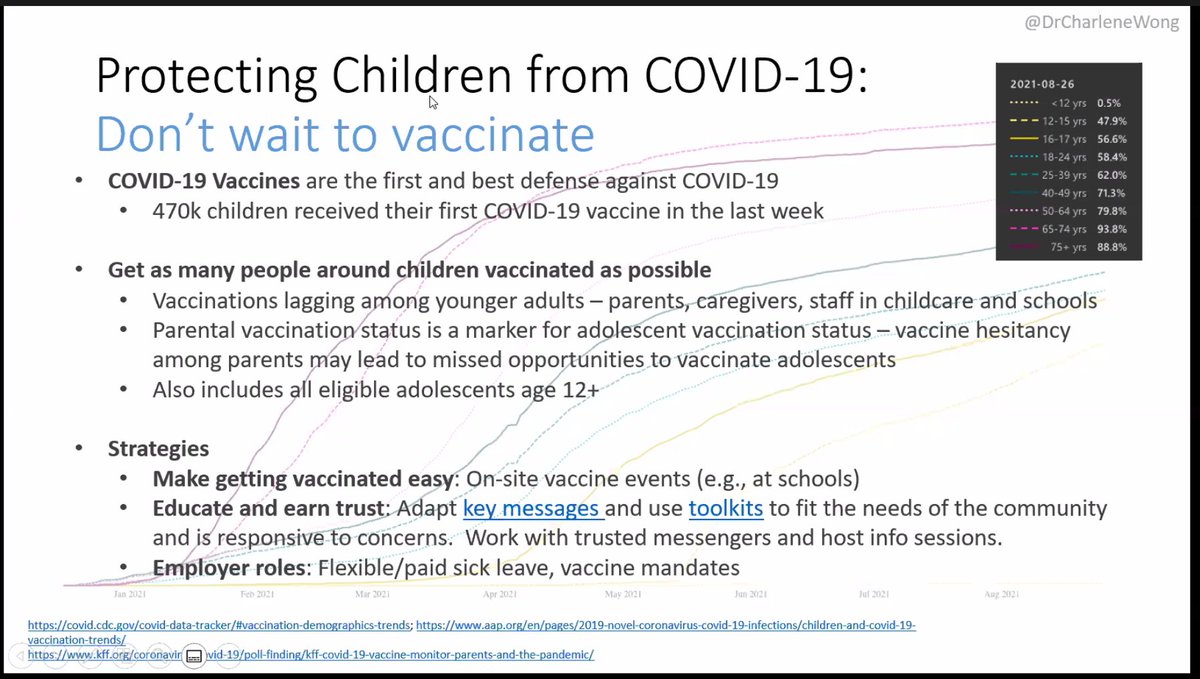 @DrCharleneWong
Protecting Children from COVID-19:
Don't wait to vaccinate
• COVID-19 Vaccines are the first and best defense against COVID-19
• 470k children received their first COVID-19 vaccine in the last week
• Get as many people around children vaccinated as possible
• Vaccinations lagging among younger adults – parents, caregivers, staff in childcare and schools
• Parental vaccination status is a marker for adolescent vaccination status – vaccine hesitancy
among parents may lead to missed opportunities to vaccinate adolescents
• Also includes all eligible adolescents age 12+
• Strategies
• Make getting vaccinated easy: On-site vaccine events (e.g., at schools)
• Educate and earn trust: Adapt key messages and use toolkits to fit the needs of the community
and is responsive to concerns. Work with trusted messengers and host info sessions.
• Employer roles: Flexible/paid sick leave, vaccine mandates
2021-08-26
<12 yrs 0.5%
12-15 yrs 47.9%
16-17 yrs 56.6%
18-24 yrs 58.4%
25-39 yrs 62.0%
40-49 yrs 71.3%
50-64 yrs 79.8%
65-74 yrs 93.8%
75+ yrs 88.8%
Jan 2021 Feb 2021 Mar 2021 Apr 2021 May 2021 Jun 2021 Jul 2021 Aug 2021
https://covid.cdc.gov/covid-data-tracker/#vaccination-demographics-trends; https://www.aap.org/en/pages/2019-novel-coronavirus-covid-19-infections/children-and-covid-19-
vaccination-trends/
https://www.kff.org/coronavir vid-19/poll-finding/kff-covid-19-vaccine-monitor-parents-and-the-pandemic/